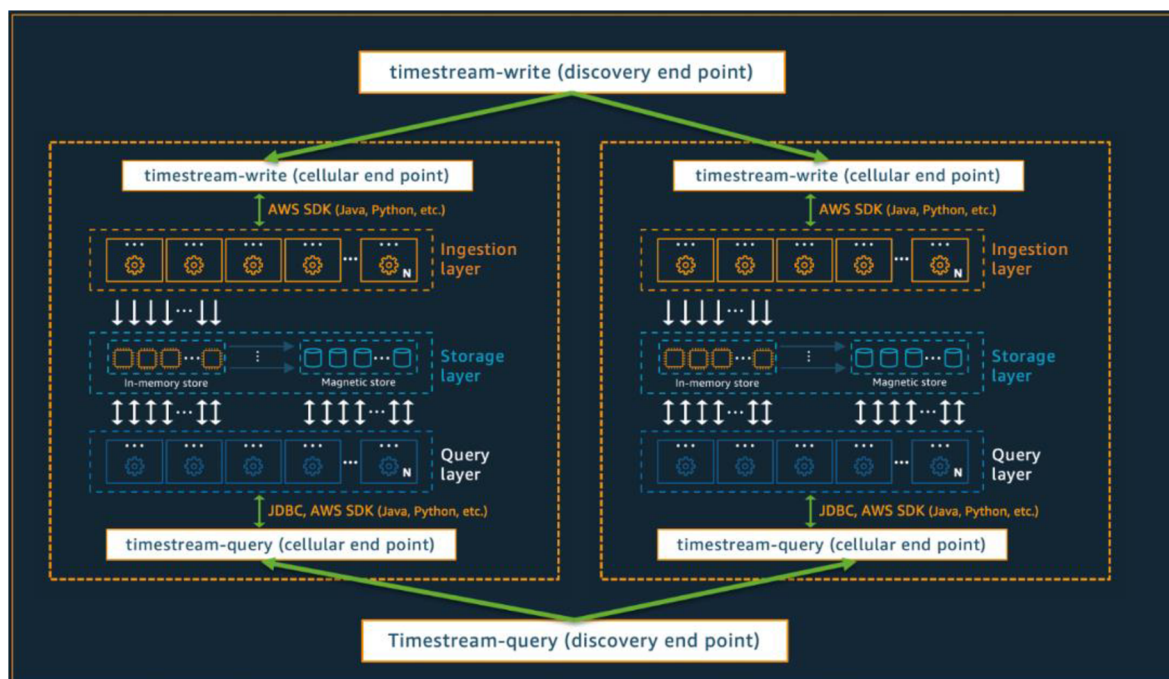 timestream-write (discovery end point)
timestream-write (cellular end point)
AWS SDK (Java, Python, etc.)
...
...
...
...
...
...
N
Ingestion
layer
...
...
...
...
In-memory store
Magnetic store
Storage
layer
...
...
...
...
...
...
...
...
N
Query
layer
JDBC, AWS SDK (Java, Python, etc.)
timestream-query (cellular end point)
timestream-write (cellular end point)
AWS SDK (Java, Python, etc.)
...
...
...
...
...
...
N
Ingestion
layer
...
...
...
...
In-memory store
Magnetic store
Storage
layer
...
...
...
...
...
...
...
...
N
Query
layer
JDBC, AWS SDK (Java, Python, etc.)
timestream-query (cellular end point)
Timestream-query (discovery end point)